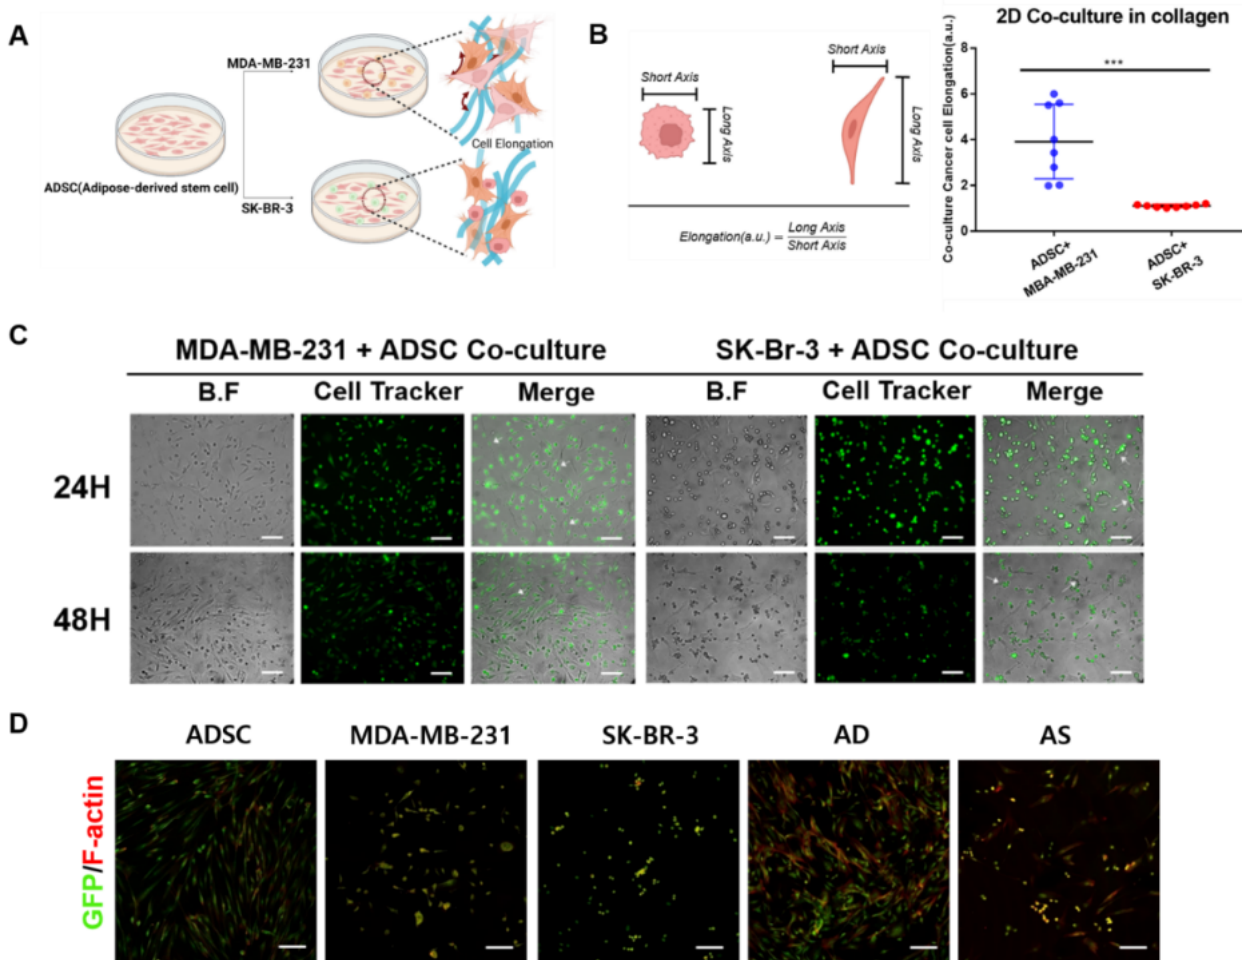 A
MDA-MB-231
ADSC(Adipose-derived stem cell)
SK-BR-3
Cell Elongation
B
Short Axis
Long Axis
Short Axis
Long Axis
Elongation(a.u.) = Long Axis
Short Axis
2D Co-culture in collagen
Co-culture Cancer cell Elongation(a.u.)
8
6
4
2
0
***
ADSC+
MBA-MB-231
ADSC+
SK-BR-3
C
MDA-MB-231 + ADSC Co-culture
SK-Br-3 + ADSC Co-culture
B.F
Cell Tracker
Merge
B.F
Cell Tracker
Merge
24H
48H
D
ADSC
MDA-MB-231
SK-BR-3
AD
AS
GFP/F-actin